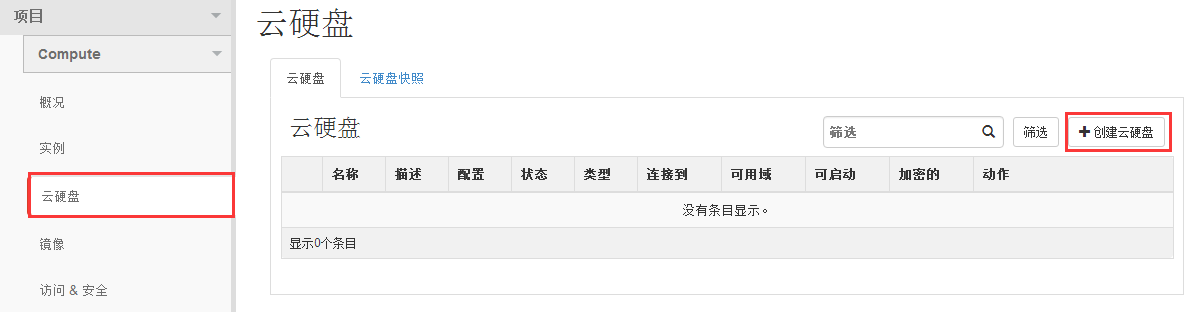 项目
Compute
概况
实例
云硬盘
镜像
访问 & 安全
云硬盘
云硬盘 云硬盘快照
云硬盘
筛选 筛选 创建云硬盘
名称 描述 配置 状态 类型 连接到 可用域 可启动 加密的 动作
没有条目显示。
显示0个条目